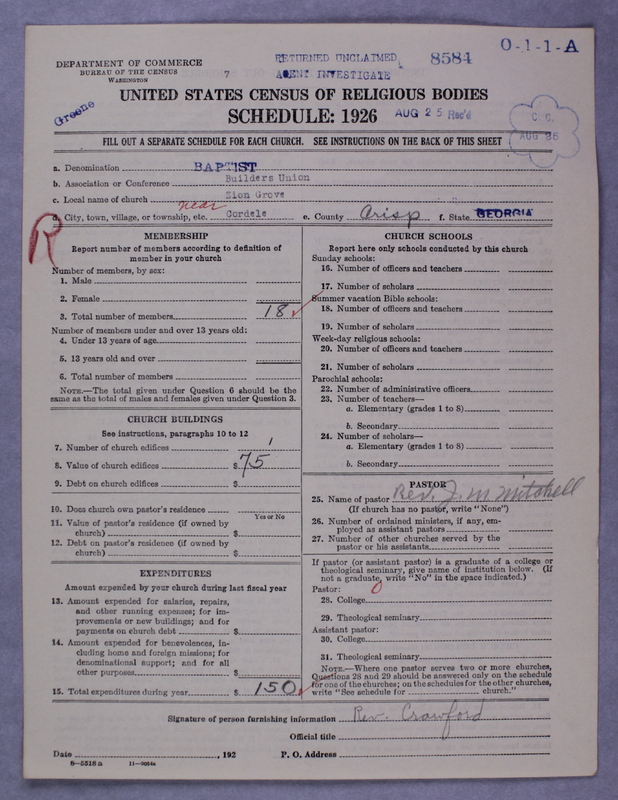 O-1-1-A
RETURNED UNCLAIMED 8584
DEPARTMENT OF COMMERCE
BUREAU OF THE CENSUS 7 AGENT INVESTIGATE
WASHINGTON
UNITED STATES CENSUS OF RELIGIOUS BODIES
Greene
SCHEDULE: 1926 AUG 25 Rec'd
C. C.
AUG 26
FILL OUT A SEPARATE SCHEDULE FOR EACH CHURCH. SEE INSTRUCTIONS ON THE BACK OF THIS SHEET
a. Denomination BAPTIST
b. Association or Conference Builders Union
c. Local name of church Zion Grove
near
d. City, town, village, or township, etc. Cordele e. County Crisp f. State GEORGIA
R
MEMBERSHIP
Report number of members according to definition of
member in your church
Number of members, by sex:
1. Male
2. Female
3. Total number of members 18
Number of members under and over 13 years old:
4. Under 13 years of age
5. 13 years old and over
6. Total number of members
NOTE.—The total given under Question 6 should be the
same as the total of males and females given under Question 3.
CHURCH BUILDINGS
See instructions, paragraphs 10 to 12
7. Number of church edifices 1
8. Value of church edifices $ 75
9. Debt on church edifices $
10. Does church own pastor's residence
Yes or No
11. Value of pastor's residence (if owned by
church) $
12. Debt on pastor's residence (if owned by
church) $
EXPENDITURES
Amount expended by church during last fiscal year
13. Amount expended for salaries, repairs,
and other running expenses; for im-
provements or new buildings; and for
payments on church debt $
14. Amount expended for benevolences, in-
cluding home and foreign missions; for
denominational support; and for all
other purposes $
15. Total expenditures during year $ 150
CHURCH SCHOOLS
Report here only schools conducted by this church
Sunday schools:
16. Number of officers and teachers
17. Number of scholars
Summer vacation Bible schools:
18. Number of officers and teachers
19. Number of scholars
Week-day religious schools:
20. Number of officers and teachers
21. Number of scholars
Parochial schools:
22. Number of administrative officers
23. Number of teachers—
a. Elementary (grades 1 to 8)
b. Secondary
24. Number of scholars—
a. Elementary (grades 1 to 8)
b. Secondary
PASTOR
25. Name of pastor Rev. J. M. Mitchell
(If church has no pastor, write "None")
26. Number of ordained ministers, if any, em-
ployed as assistant pastors
27. Number of other churches served by the
pastor or his assistants
If pastor (or assistant pastor) is a graduate of a college or
theological seminary, give name of institution below. (If
not a graduate, write "No" in the space indicated.)
Pastor: 0
28. College
29. Theological seminary
Assistant pastor:
30. College
31. Theological seminary
NOTE.—Where one pastor serves two or more churches,
Questions 28 and 29 should be answered only on the schedule
for one of the churches; on the schedules for the other churches,
write "See schedule for church."
Signature of person furnishing information Rev. Crawford
Official title
Date , 192 P. O. Address
8—5518a 11—9054a